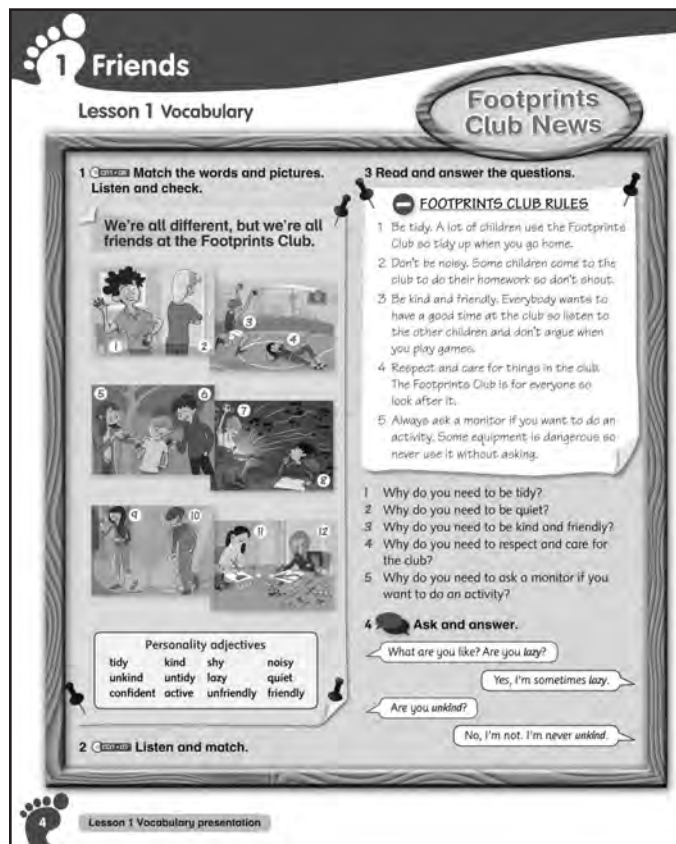 1 Friends
Lesson 1 Vocabulary
Footprints
Club News
1 Match the words and pictures.
Listen and check.
We're all different, but we're all
friends at the Footprints Club.
1
2
3
4
5
6
7
8
9
10
11
12
Personality adjectives
tidy kind shy noisy
unkind untidy lazy quiet
confident active unfriendly friendly
2 Listen and match.
3 Read and answer the questions.
FOOTPRINTS CLUB RULES
1 Be tidy. A lot of children use the Footprints
Club so tidy up when you go home.
2 Don't be noisy. Some children come to the
club to do their homework so don't shout.
3 Be kind and friendly. Everybody wants to
have a good time at the club so listen to
the other children and don't argue when
you play games.
4 Respect and care for things in the club.
The Footprints Club is for everyone so
look after it.
5 Always ask a monitor if you want to do an
activity. Some equipment is dangerous so
never use it without asking.
1 Why do you need to be tidy?
2 Why do you need to be quiet?
3 Why do you need to be kind and friendly?
4 Why do you need to respect and care for
the club?
5 Why do you need to ask a monitor if you
want to do an activity?
4 Ask and answer.
What are you like? Are you lazy?
Yes, I'm sometimes lazy.
Are you unkind?
No, I'm not. I'm never unkind.
4 Lesson 1 Vocabulary presentation